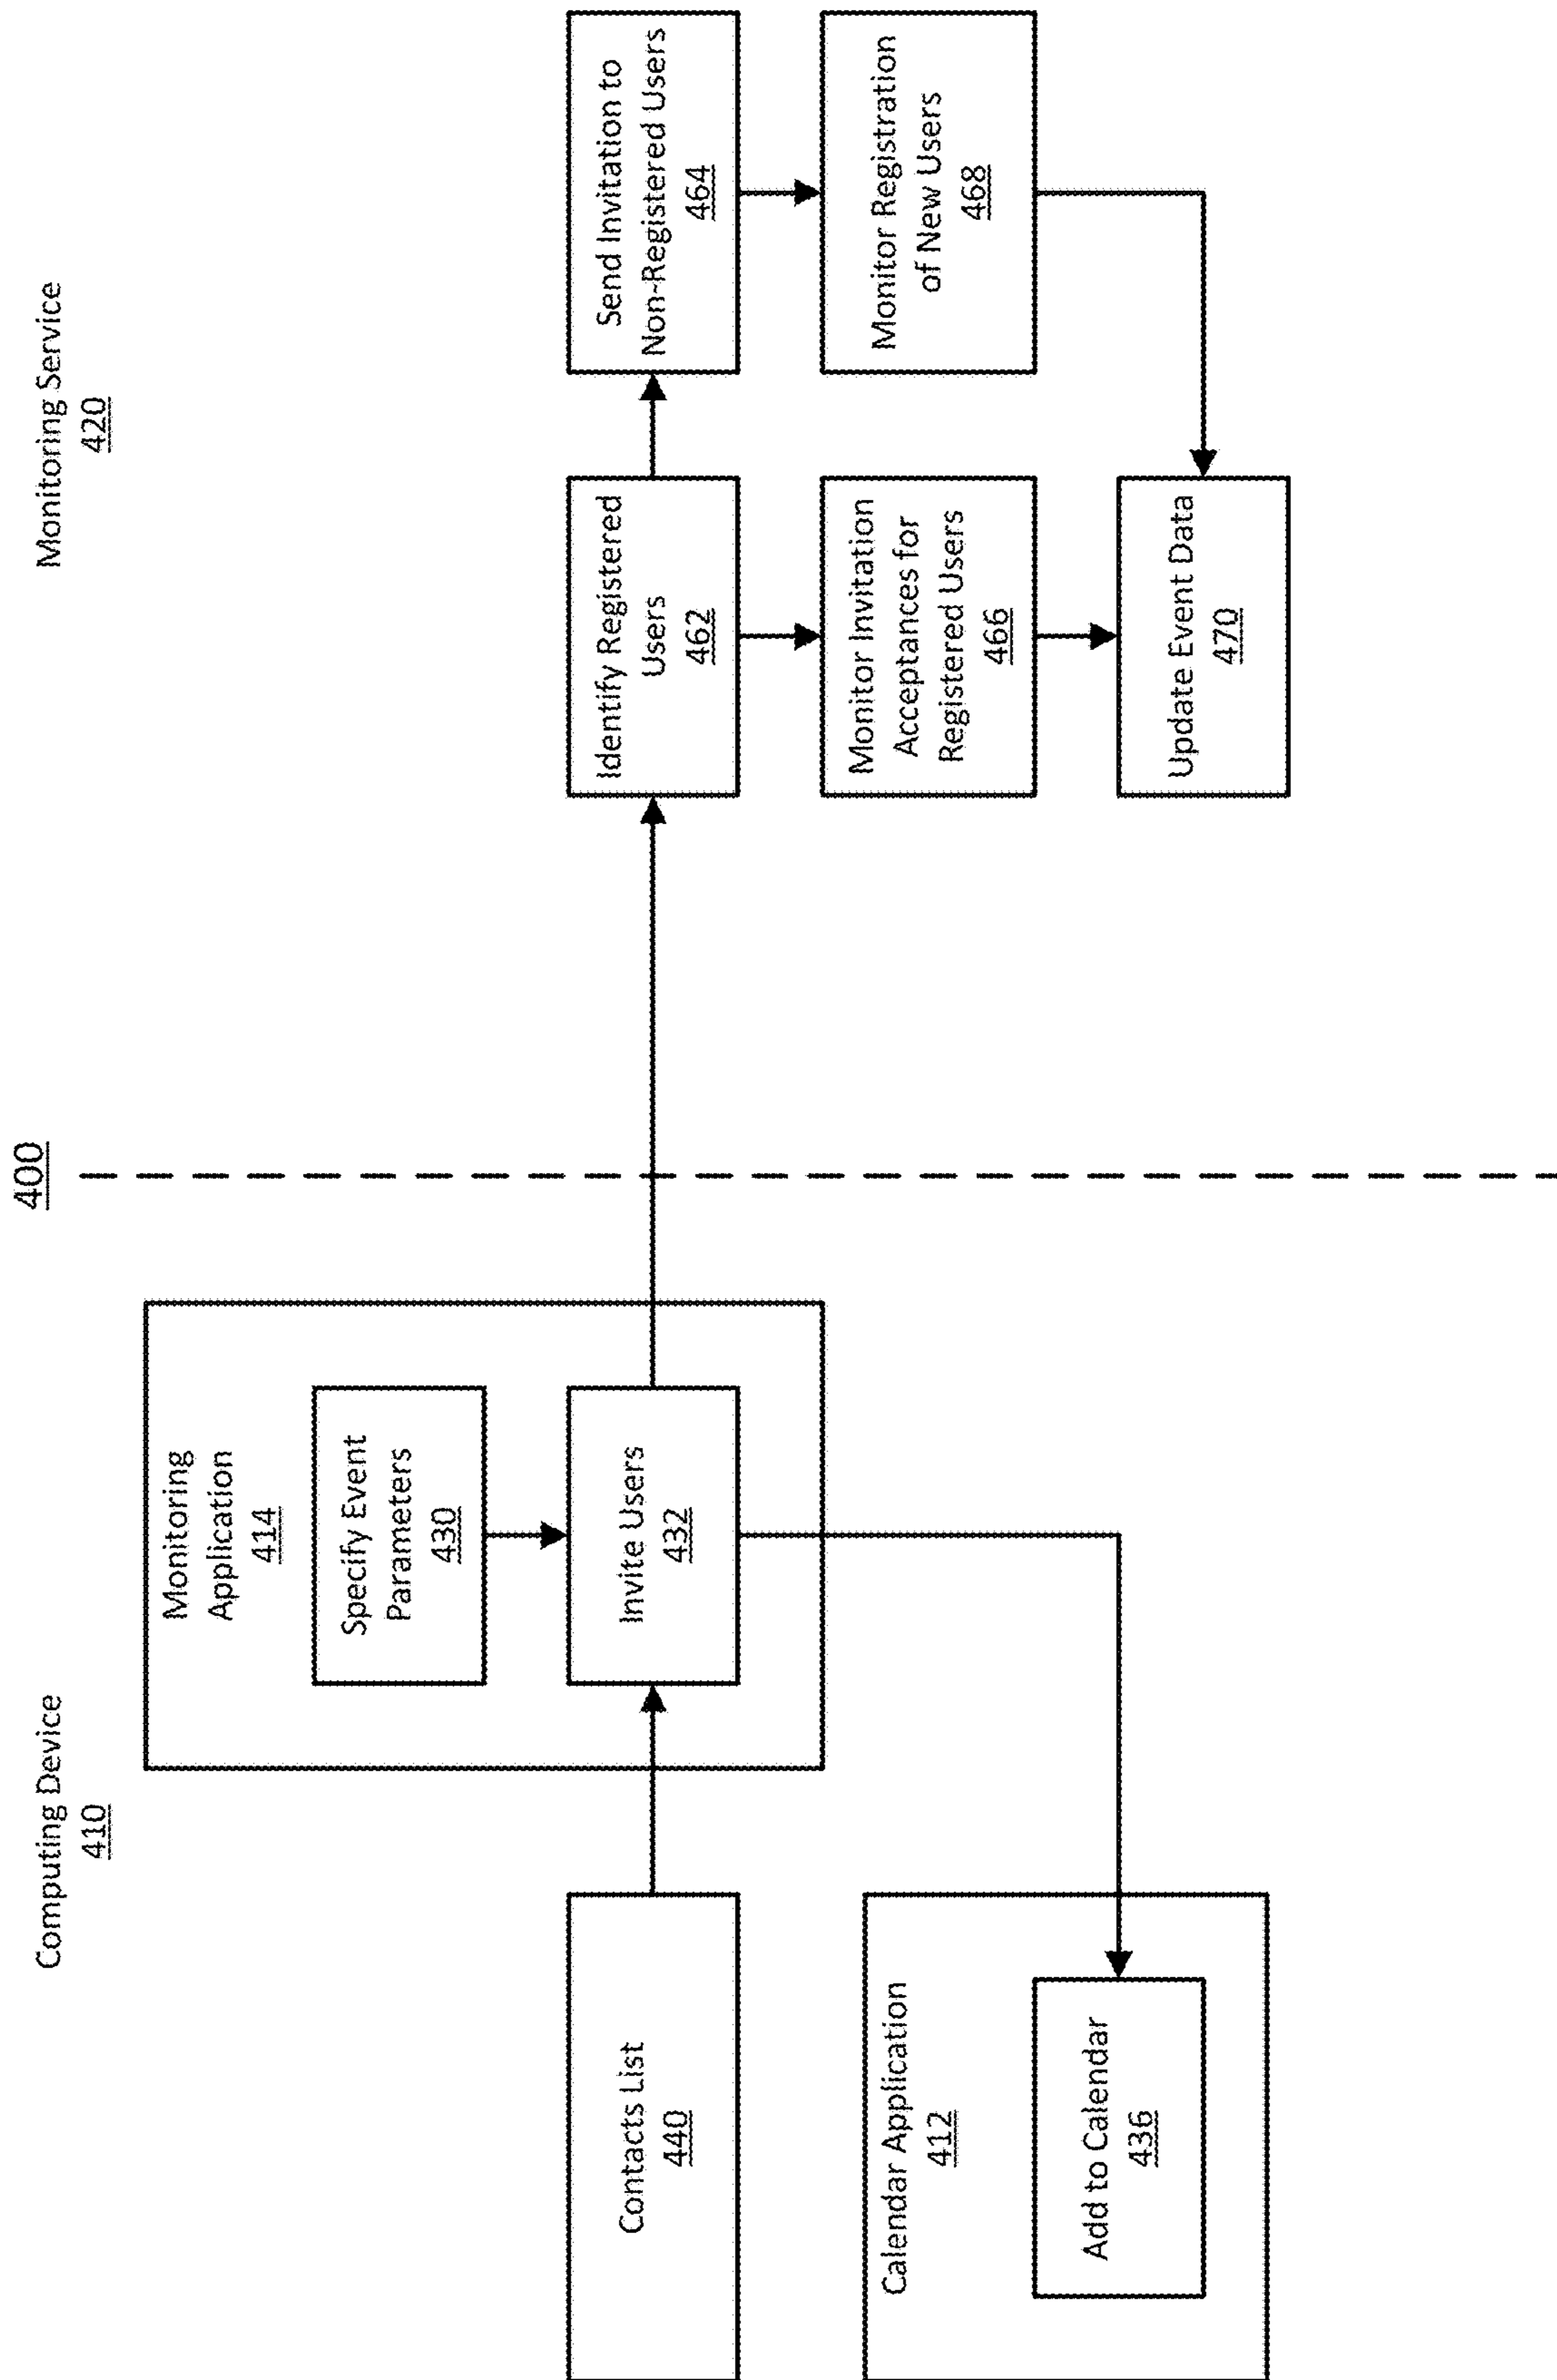 400
Computing Device
410
Monitoring Service
420
Monitoring
Application
414
Specify Event
Parameters
430
Contacts List
440
Invite Users
432
Identify Registered
Users
462
Send Invitation to
Non-Registered Users
464
Calendar Application
412
Add to Calendar
436
Monitor Invitation
Acceptances for
Registered Users
466
Monitor Registration
of New Users
468
Update Event Data
470